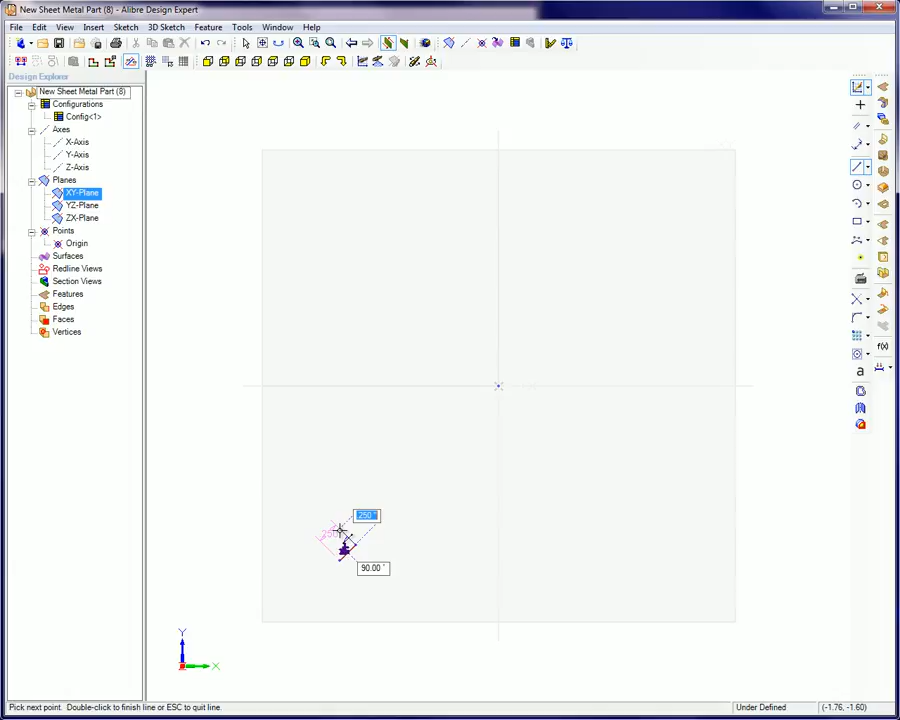 New Sheet Metal Part (8) - Alibre Design Expert
File Edit View Insert Sketch 3D Sketch Feature Tools Window Help
Design Explorer
New Sheet Metal Part (8)
Configurations
Config<1>
Axes
X-Axis
Y-Axis
Z-Axis
Planes
XY-Plane
YZ-Plane
ZX-Plane
Points
Origin
Surfaces
Redline Views
Section Views
Features
Edges
Faces
Vertices
f(x)
a
.250 "
90.00 °
Y
X
Pick next point. Double-click to finish line or ESC to quit line.
Under Defined
(-1.76, -1.60)